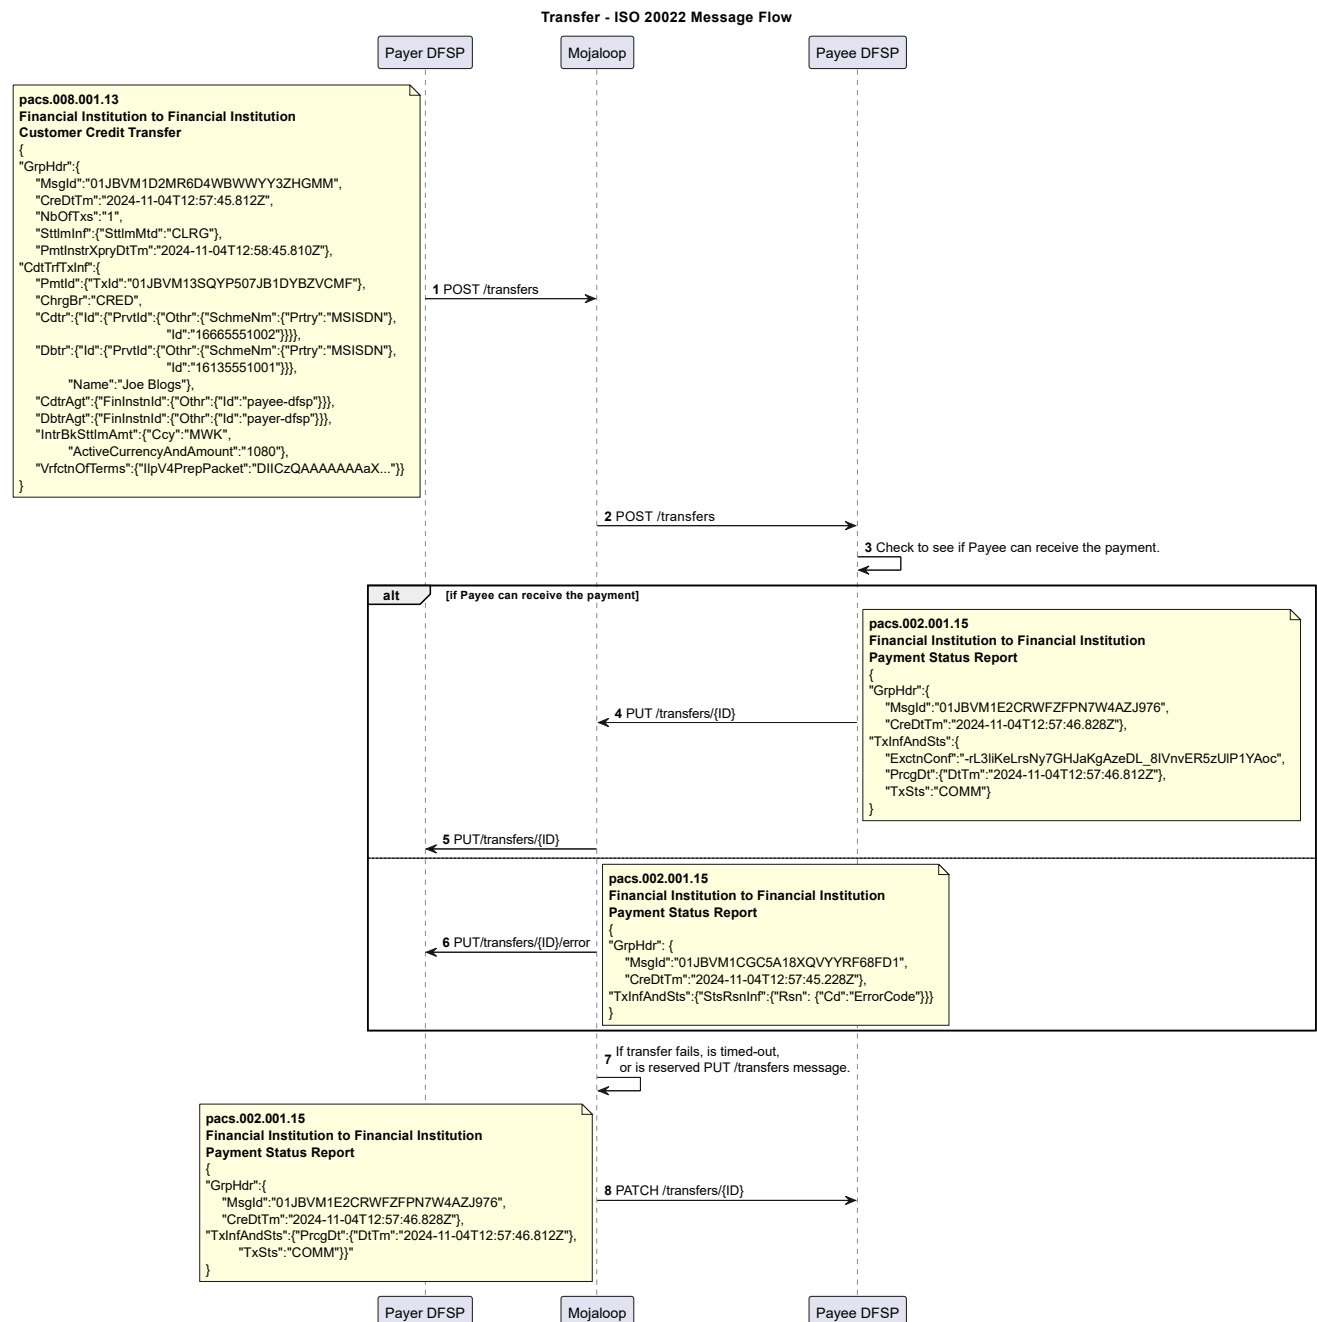 Transfer - ISO 20022 Message Flow
Payer DFSP
Mojaloop
Payee DFSP
pacs.008.001.13
Financial Institution to Financial Institution
Customer Credit Transfer
{
"GrpHdr":{
"MsgId":"01JBVM1D2MR6D4WBWWYY3ZHGMM",
"CreDtTm":"2024-11-04T12:57:45.812Z",
"NbOfTxs":"1",
"SttlmInf":{"SttlmMtd":"CLRG"},
"PmtInstrXpryDtTm":"2024-11-04T12:58:45.810Z"},
"CdtTrfTxInf":{
"PmtId":{"TxId":"01JBVM13SQYP507JB1DYBZVCMF"},
"ChrgBr":"CRED",
"Cdtr":{"Id":{"PrvtId":{"Othr":{"SchmeNm":{"Prtry":"MSISDN"},
"Id":"16665551002"}}}},
"Dbtr":{"Id":{"PrvtId":{"Othr":{"SchmeNm":{"Prtry":"MSISDN"},
"Id":"16135551001"}}},
"Name":"Joe Blogs"},
"CdtrAgt":{"FinInstnId":{"Othr":{"Id":"payee-dfsp"}}},
"DbtrAgt":{"FinInstnId":{"Othr":{"Id":"payer-dfsp"}}},
"IntrBkSttlmAmt":{"Ccy":"MWK",
"ActiveCurrencyAndAmount":"1080"},
"VrfctnOfTerms":{"IlpV4PrepPacket":"DIICzQAAAAAAAaX..."}}
}
1 POST /transfers
2 POST /transfers
3 Check to see if Payee can receive the payment.
alt [if Payee can receive the payment]
pacs.002.001.15
Financial Institution to Financial Institution
Payment Status Report
{
"GrpHdr":{
"MsgId":"01JBVM1E2CRWFZFPN7W4AZJ976",
"CreDtTm":"2024-11-04T12:57:46.828Z"},
"TxInfAndSts":{
"ExctnConf":"-rL3liKeLrsNy7GHJaKgAzeDL_8IVnvER5zUlP1YAoc",
"PrcgDt":{"DtTm":"2024-11-04T12:57:46.812Z"},
"TxSts":"COMM"}
}
4 PUT /transfers/{ID}
5 PUT/transfers/{ID}
pacs.002.001.15
Financial Institution to Financial Institution
Payment Status Report
{
"GrpHdr": {
"MsgId":"01JBVM1CGC5A18XQVYYRF68FD1",
"CreDtTm":"2024-11-04T12:57:45.228Z"},
"TxInfAndSts":{"StsRsnInf":{"Rsn": {"Cd":"ErrorCode"}}}
}
6 PUT/transfers/{ID}/error
7 If transfer fails, is timed-out,
or is reserved PUT /transfers message.
pacs.002.001.15
Financial Institution to Financial Institution
Payment Status Report
{
"GrpHdr":{
"MsgId":"01JBVM1E2CRWFZFPN7W4AZJ976",
"CreDtTm":"2024-11-04T12:57:46.828Z"},
"TxInfAndSts":{"PrcgDt":{"DtTm":"2024-11-04T12:57:46.812Z"},
"TxSts":"COMM"}}"
}
8 PATCH /transfers/{ID}
Payer DFSP
Mojaloop
Payee DFSP